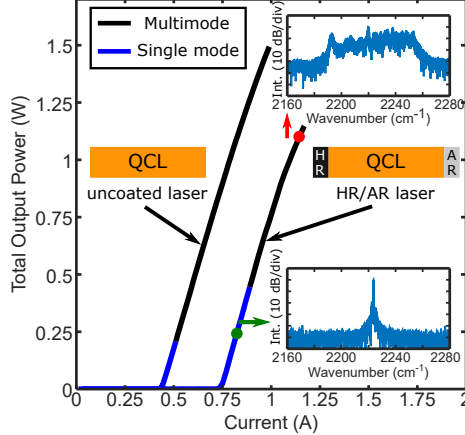 Multimode
Single mode
Int. (10 dB/div)
2160 2200 2240 2280
Wavenumber (cm⁻¹)
QCL
uncoated laser
HR
QCL
AR
HR/AR laser
Int. (10 dB/div)
2160 2200 2240 2280
Wavenumber (cm⁻¹)
Total Output Power (W)
1.5
1.25
1
0.75
0.5
0.25
0
0 0.25 0.5 0.75 1 1.25 1.5 1.75 2
Current (A)